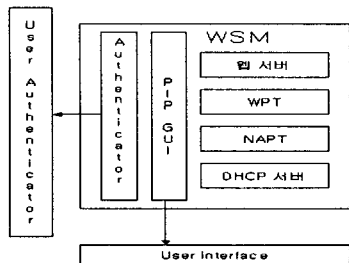 User Authenticator
Authenticator
PIP GUI
WSM
웹 서버
WPT
NAPT
DHCP 서버
User Interface